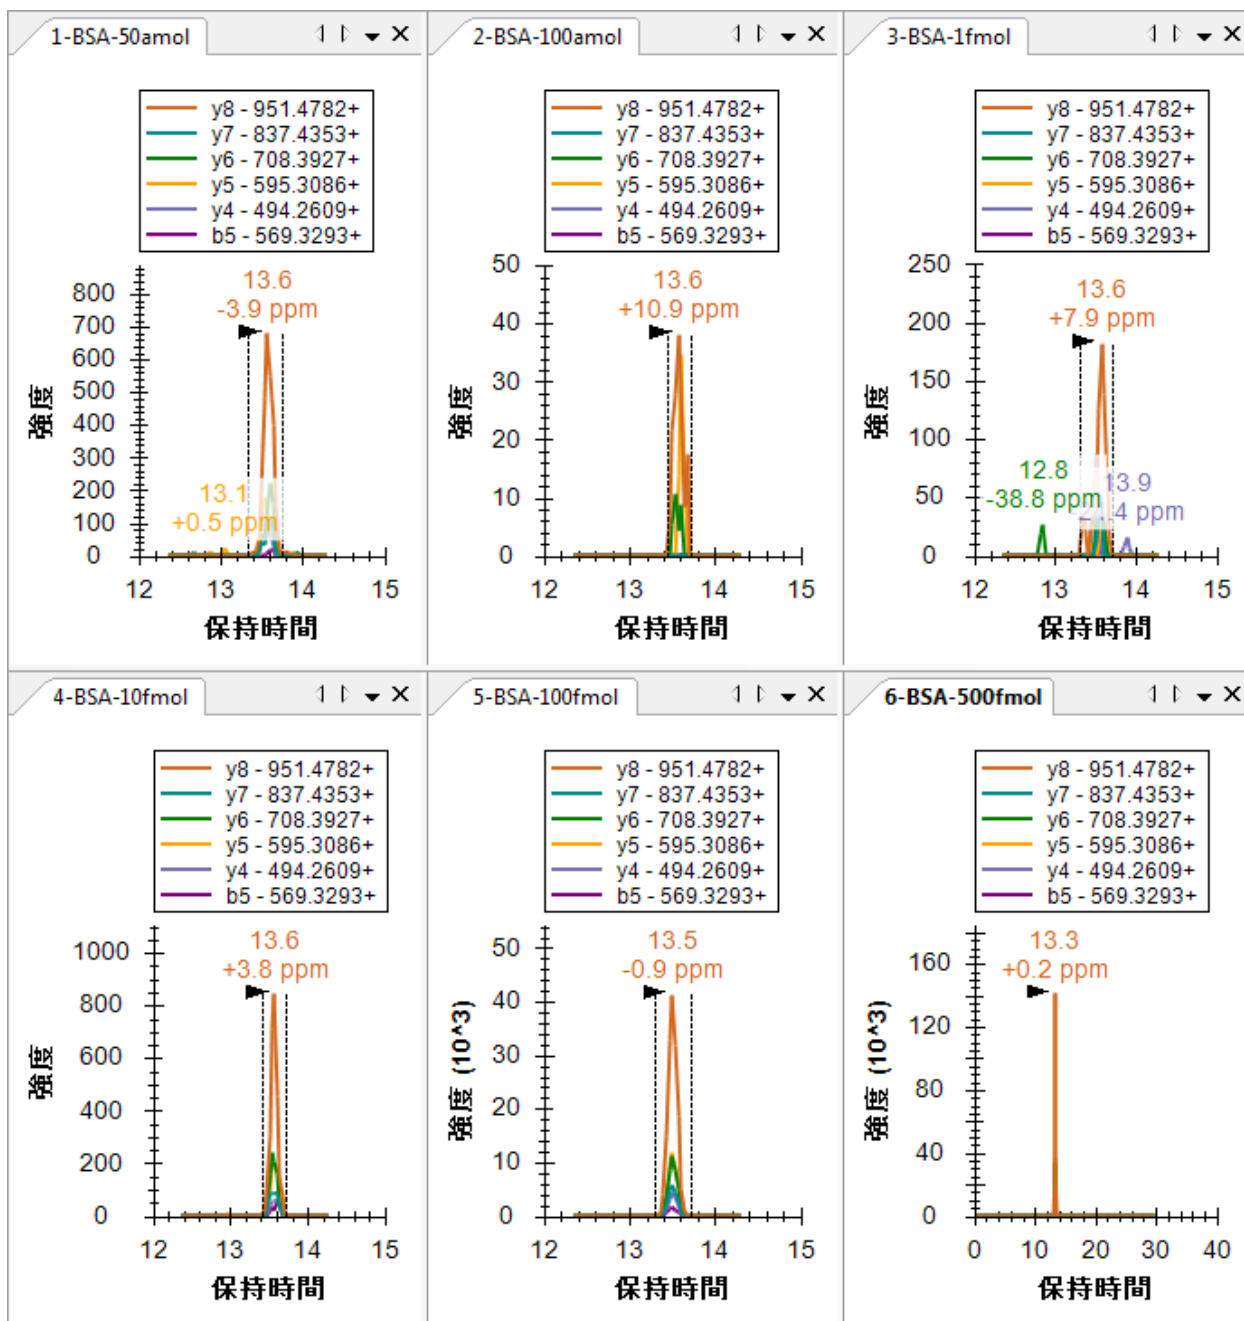 1-BSA-50amol
y8 - 951.4782+
y7 - 837.4353+
y6 - 708.3927+
y5 - 595.3086+
y4 - 494.2609+
b5 - 569.3293+
13.6
-3.9 ppm
13.1
+0.5 ppm
800
700
600
500
400
300
200
100
0
強度
12 13 14 15
保持時間
2-BSA-100amol
y8 - 951.4782+
y7 - 837.4353+
y6 - 708.3927+
y5 - 595.3086+
y4 - 494.2609+
b5 - 569.3293+
13.6
+10.9 ppm
50
40
30
20
10
0
強度
12 13 14 15
保持時間
3-BSA-1fmol
y8 - 951.4782+
y7 - 837.4353+
y6 - 708.3927+
y5 - 595.3086+
y4 - 494.2609+
b5 - 569.3293+
13.6
+7.9 ppm
12.8
-38.8 ppm
13.9
ppm
250
200
150
100
50
0
強度
12 13 14 15
保持時間
4-BSA-10fmol
y8 - 951.4782+
y7 - 837.4353+
y6 - 708.3927+
y5 - 595.3086+
y4 - 494.2609+
b5 - 569.3293+
13.6
+3.8 ppm
1000
800
600
400
200
0
強度
12 13 14 15
保持時間
5-BSA-100fmol
y8 - 951.4782+
y7 - 837.4353+
y6 - 708.3927+
y5 - 595.3086+
y4 - 494.2609+
b5 - 569.3293+
13.5
-0.9 ppm
50
40
30
20
10
0
強度 (10^3)
12 13 14 15
保持時間
6-BSA-500fmol
y8 - 951.4782+
y7 - 837.4353+
y6 - 708.3927+
y5 - 595.3086+
y4 - 494.2609+
b5 - 569.3293+
13.3
+0.2 ppm
160
120
80
40
0
強度 (10^3)
0 10 20 30 40
保持時間